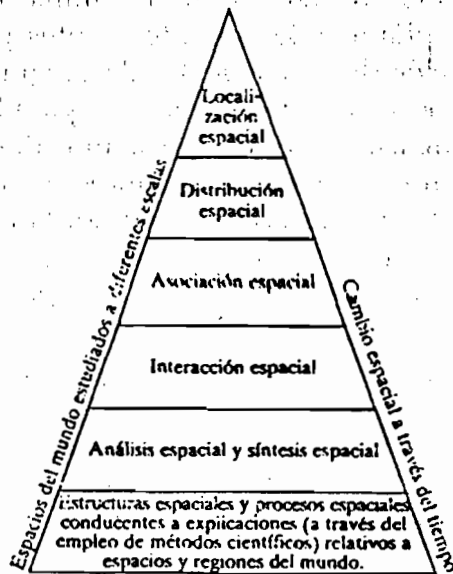 Locali-
zación
espacial
Distribución
espacial
Asociación espacial
Interacción espacial
Análisis espacial y síntesis espacial
Estructuras espaciales y procesos espaciales
conducentes a explicaciones (a través del
empleo de métodos científicos) relativos a
espacios y regiones del mundo.
Espacios del mundo estudiados a diferentes escalas
Cambio espacial a través del tiempo